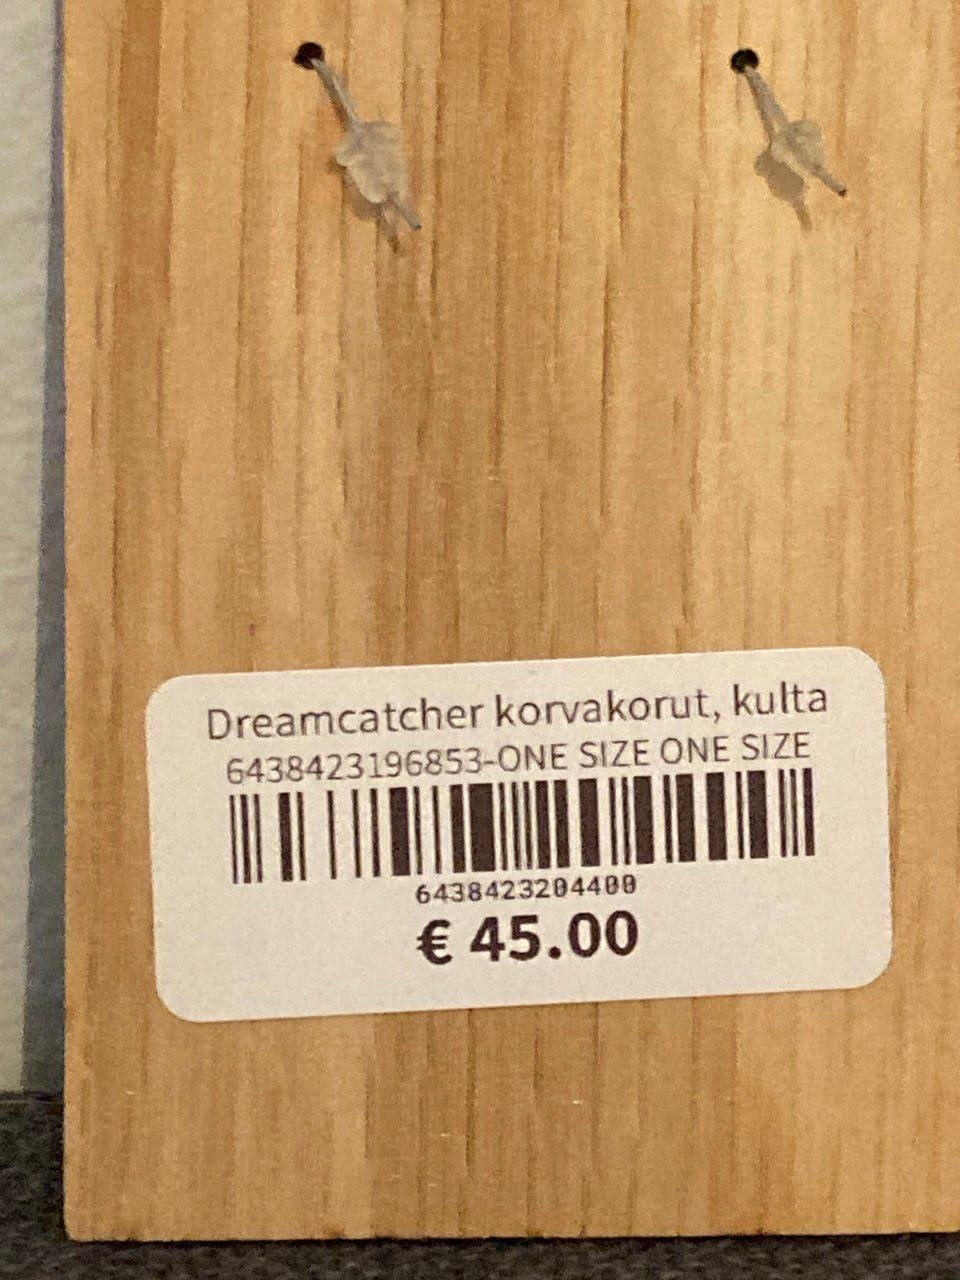 Dreamcatcher korvakorut, kulta
6438423196853-ONE SIZE ONE SIZE
6438423204400
€ 45.00